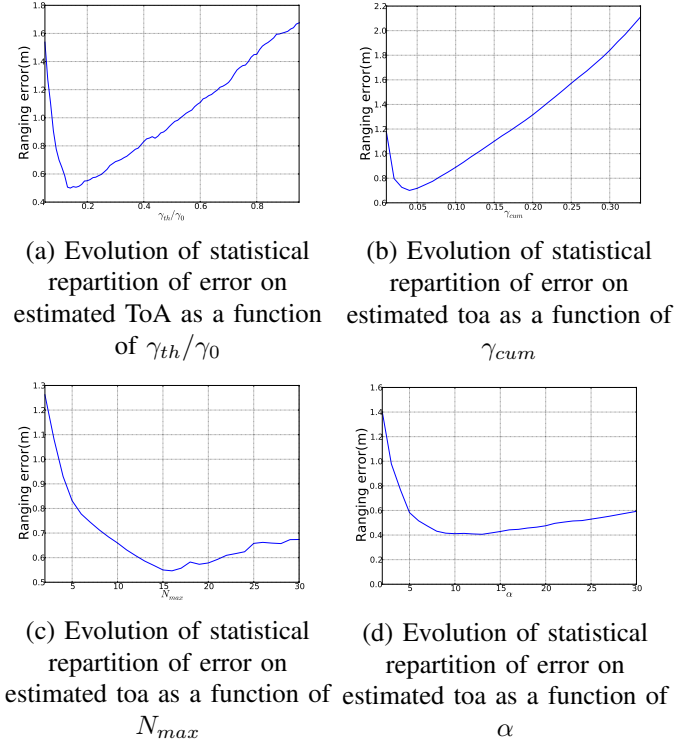 1.8
1.6
1.4
1.2
1.0
0.8
0.6
0.4
Ranging error(m)
0.2 0.4 0.6 0.8
γ_th/γ_0
(a) Evolution of statistical
repartition of error on
estimated ToA as a function
of γ_th/γ_0
2.2
2.0
1.8
1.6
1.4
1.2
1.0
0.8
0.6
Ranging error(m)
0.05 0.10 0.15 0.20 0.25 0.30
γ_cum
(b) Evolution of statistical
repartition of error on
estimated toa as a function of
γ_cum
1.3
1.2
1.1
1.0
0.9
0.8
0.7
0.6
0.5
Ranging error(m)
5 10 15 20 25 30
N_max
(c) Evolution of statistical
repartition of error on
estimated toa as a function of
N_max
1.6
1.4
1.2
1.0
0.8
0.6
0.4
0.2
0.0
Ranging error(m)
5 10 15 20 25 30
α
(d) Evolution of statistical
repartition of error on
estimated toa as a function of
α